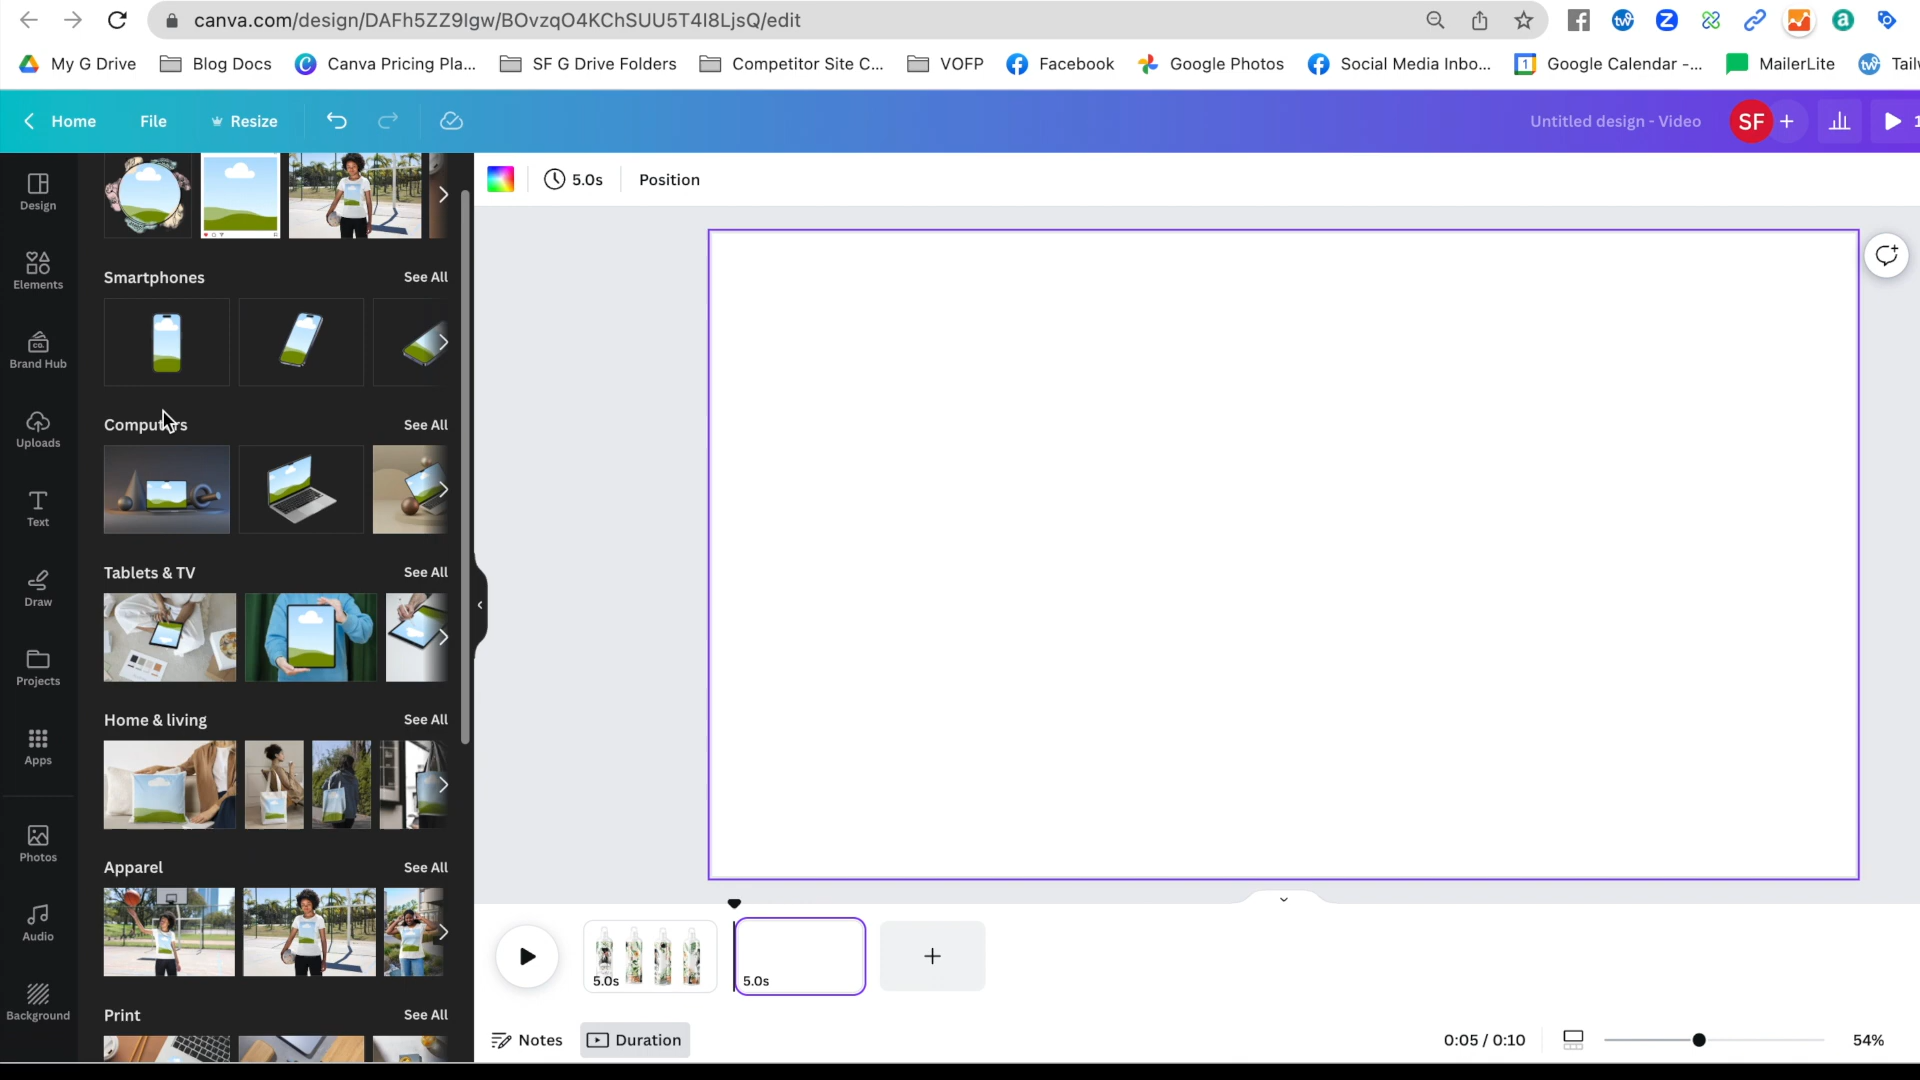 canva.com/design/DAFh5ZZ9Igw/BOvzqO4KChSUU5T4I8LjsQ/edit
My G Drive Blog Docs Canva Pricing Pla... SF G Drive Folders Competitor Site C... VOFP Facebook Google Photos Social Media Inbo... Google Calendar -... MailerLite Tailw
Home File Resize Untitled design - Video SF + 1
5.0s Position
Design
Elements
Brand Hub
Uploads
Text
Draw
Projects
Apps
Photos
Audio
Background
Smartphones See All
Computers See All
Tablets & TV See All
Home & living See All
Apparel See All
Print See All
5.0s 5.0s +
Notes Duration 0:05 / 0:10 54%